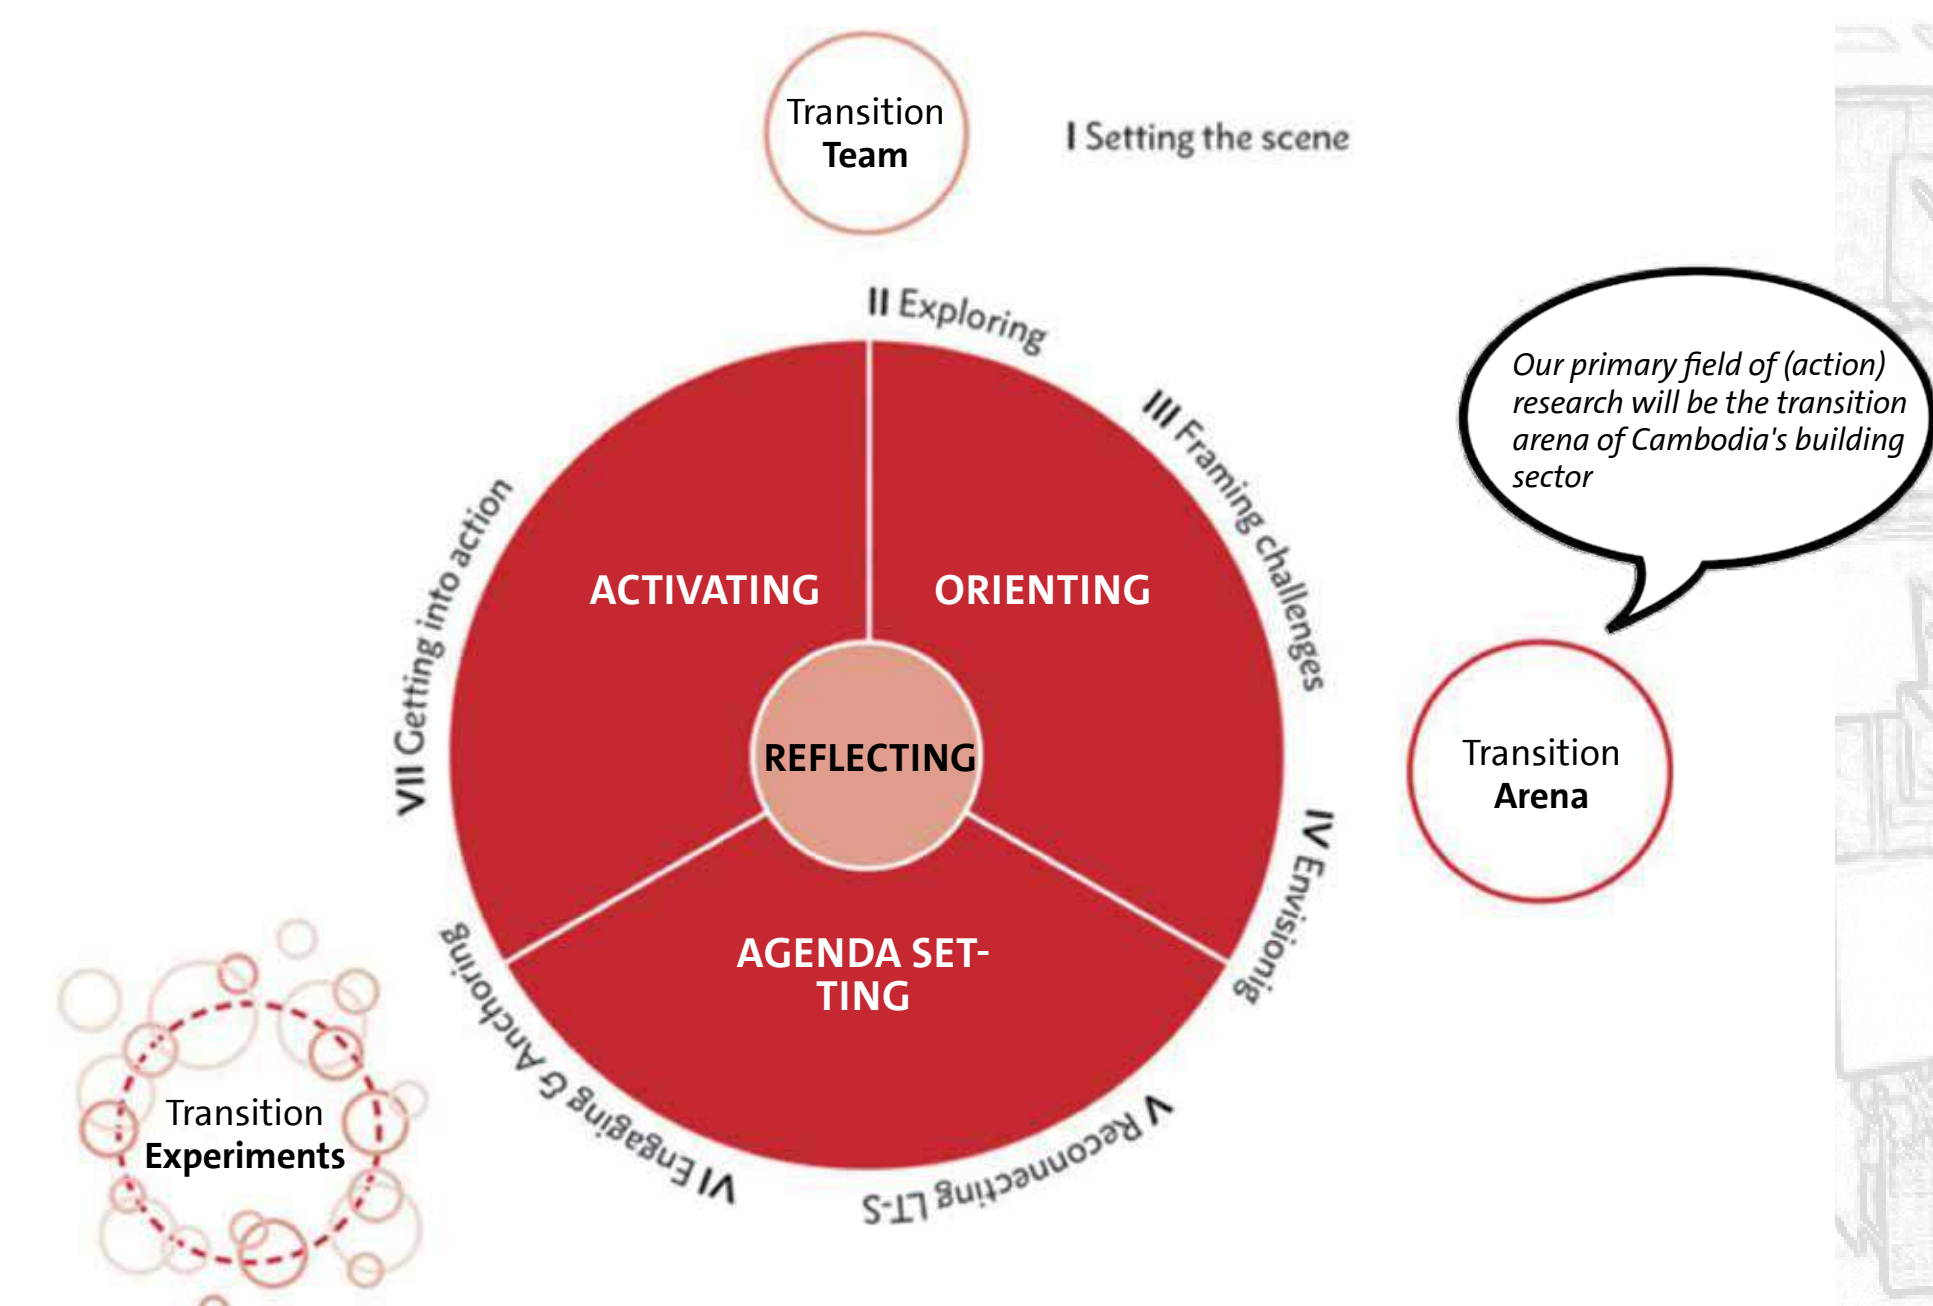 Transition
Team
I Setting the scene
II Exploring
III Framing challenges
Our primary field of (action)
research will be the transition
arena of Cambodia's building
sector
ACTIVATING
ORIENTING
REFLECTING
AGENDA SET-
TING
Transition
Arena
IV Envisionig
V Reconnecting LT-S
VI Engaging & Anchoring
VII Getting into action
Transition
Experiments